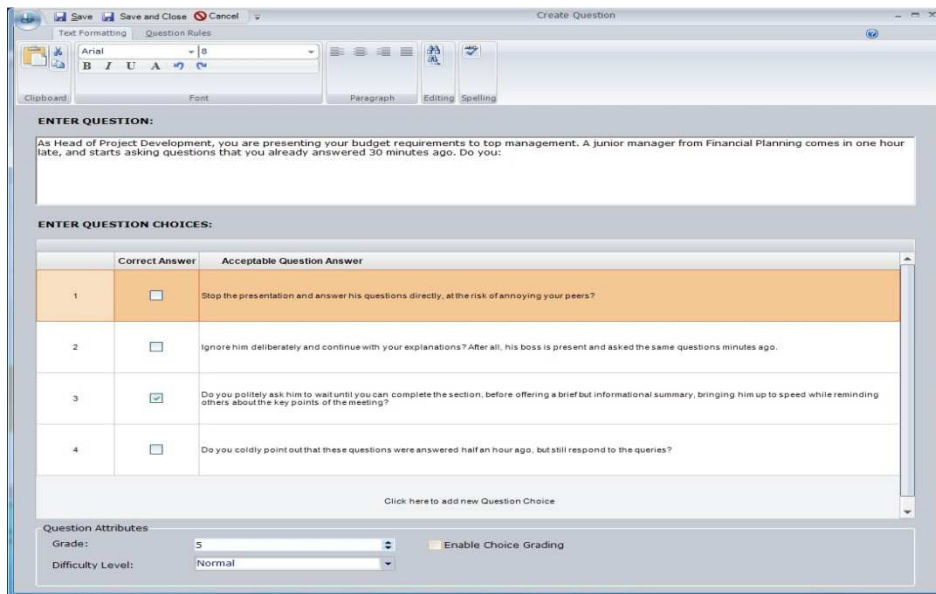 Save Save and Close Cancel Create Question
Text Formatting Question Rules
Arial 8
B I U A
Clipboard Font Paragraph Editing Spelling
ENTER QUESTION:
As Head of Project Development, you are presenting your budget requirements to top management. A junior manager from Financial Planning comes in one hour
late, and starts asking questions that you already answered 30 minutes ago. Do you:
ENTER QUESTION CHOICES:
Correct Answer Acceptable Question Answer
1 Stop the presentation and answer his questions directly, at the risk of annoying your peers?
2 Ignore him deliberately and continue with your explanations? After all, his boss is present and asked the same questions minutes ago.
3 Do you politely ask him to wait until you can complete the section, before offering a brief but informational summary, bringing him up to speed while reminding
others about the key points of the meeting?
4 Do you coldly point out that these questions were answered half an hour ago, but still respond to the queries?
Click here to add new Question Choice
Question Attributes
Grade: 5 Enable Choice Grading
Difficulty Level: Normal